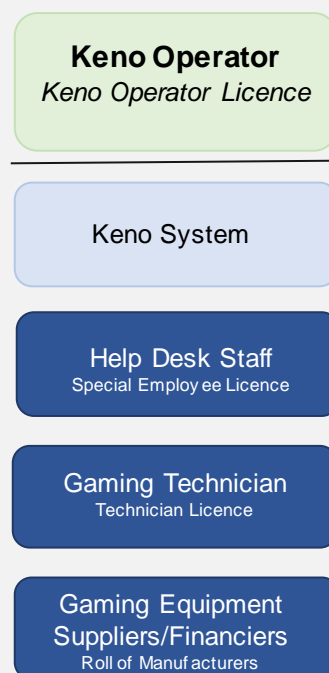 Keno Operator
Keno Operator Licence
Keno System
Help Desk Staff
Special Employee Licence
Gaming Technician
Technician Licence
Gaming Equipment
Suppliers/Financiers
Roll of Manufacturers